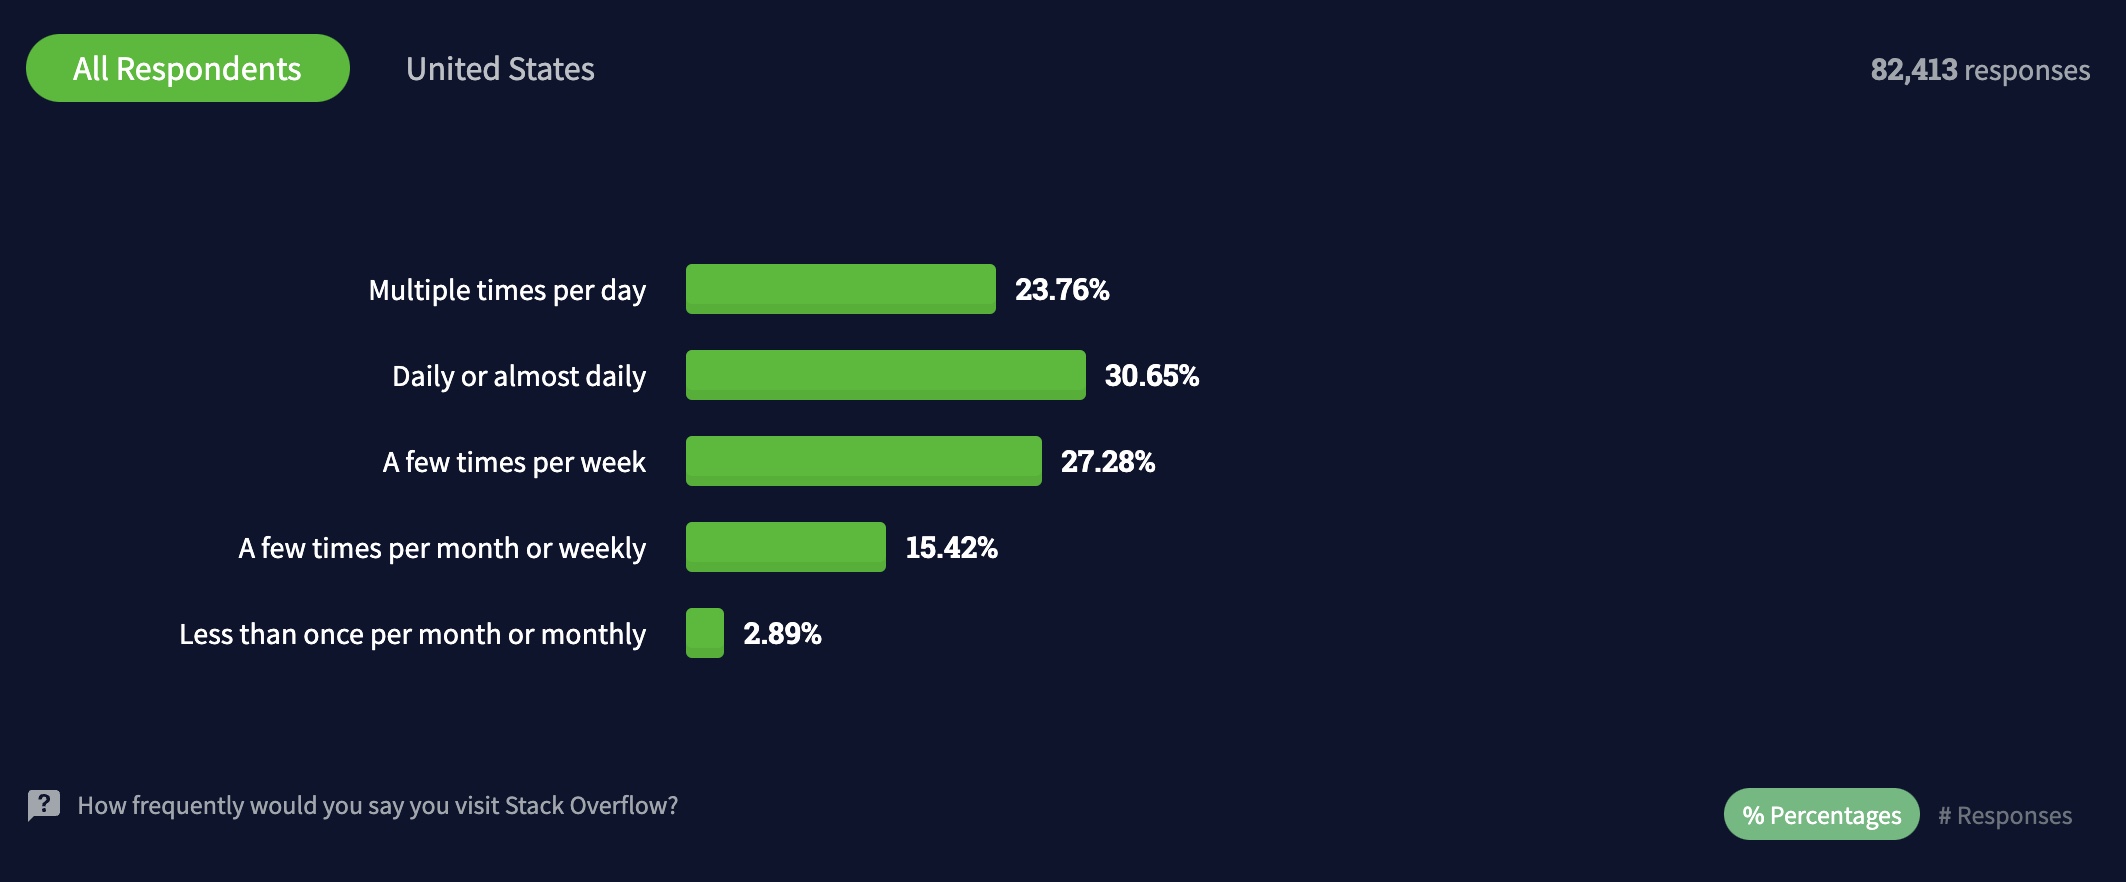 All Respondents United States 82,413 responses
Multiple times per day 23.76%
Daily or almost daily 30.65%
A few times per week 27.28%
A few times per month or weekly 15.42%
Less than once per month or monthly 2.89%
? How frequently would you say you visit Stack Overflow?
% Percentages # Responses